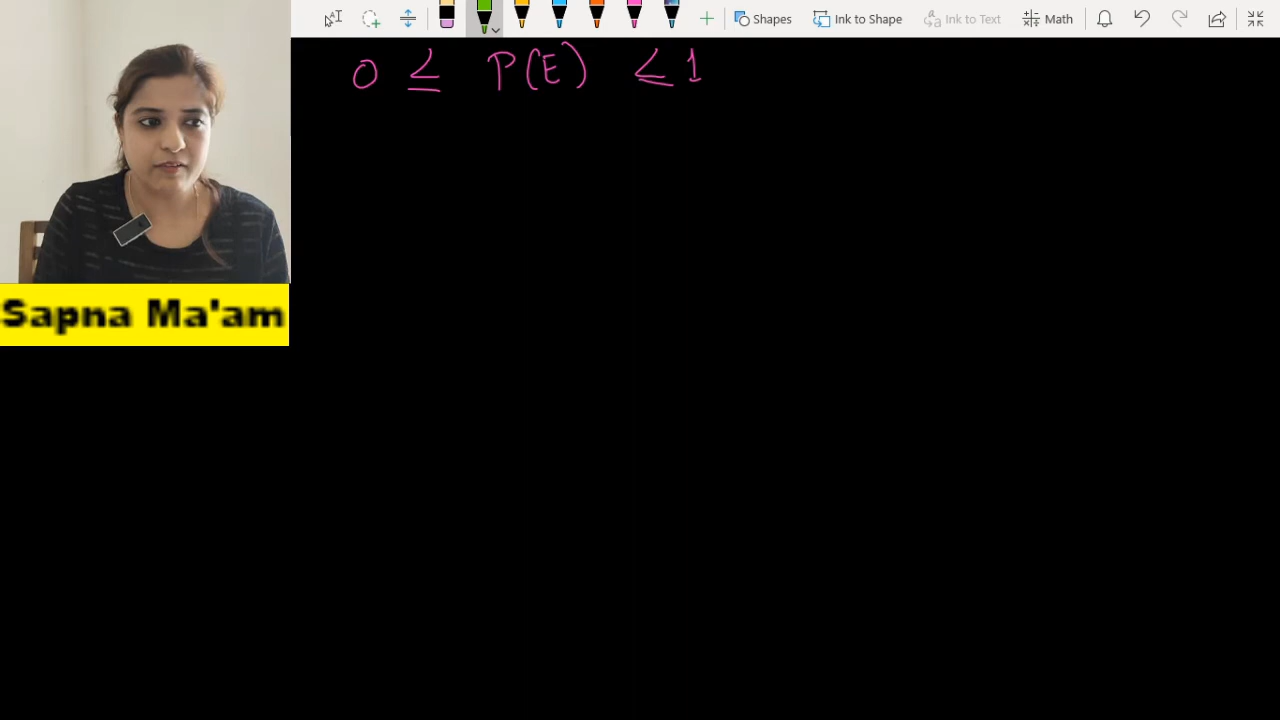 Shapes Ink to Shape Ink to Text Math
0 ≤ P(E) ≤ 1
Sapna Ma'am